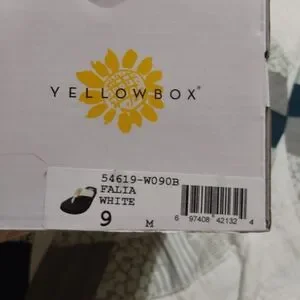 YELLOWBOX®
54619-W090B
FALIA
WHITE
9 M
6 97408 42132 4